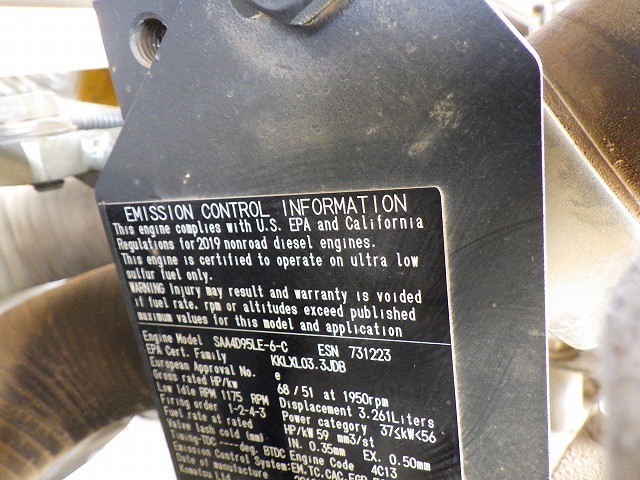 EMISSION CONTROL INFORMATION
This engine complies with U.S. EPA and California
Regulations for 2019 nonroad diesel engines.
This engine is certified to operate on ultra low
sulfur fuel only.
WARNING Injury may result and warranty is voided
if fuel rate, rpm or altitudes exceed published
maximum values for this model and application
Engine Model SAA4D95LE-6-C ESN 731223
EPA Cert. Family KKLXL03.3JDB
European Approval No. e
Gross rated HP/kw 68/51 at 1950rpm
Low Idle RPM 1175 RPM Displacement 3.261Liters
Firing order 1-2-4-3 Power category 37≤kW<56
Fuel rate at rated HP/kW 59 mm3/st
Valve lash cold (mm) IN. 0.35mm EX. 0.50mm
Timing-TDC ---- deg. BTDC Engine Code 4C13
Emission Control System:EM.TC.CAC.EGR
Date of manufacture
Komatsu Ltd